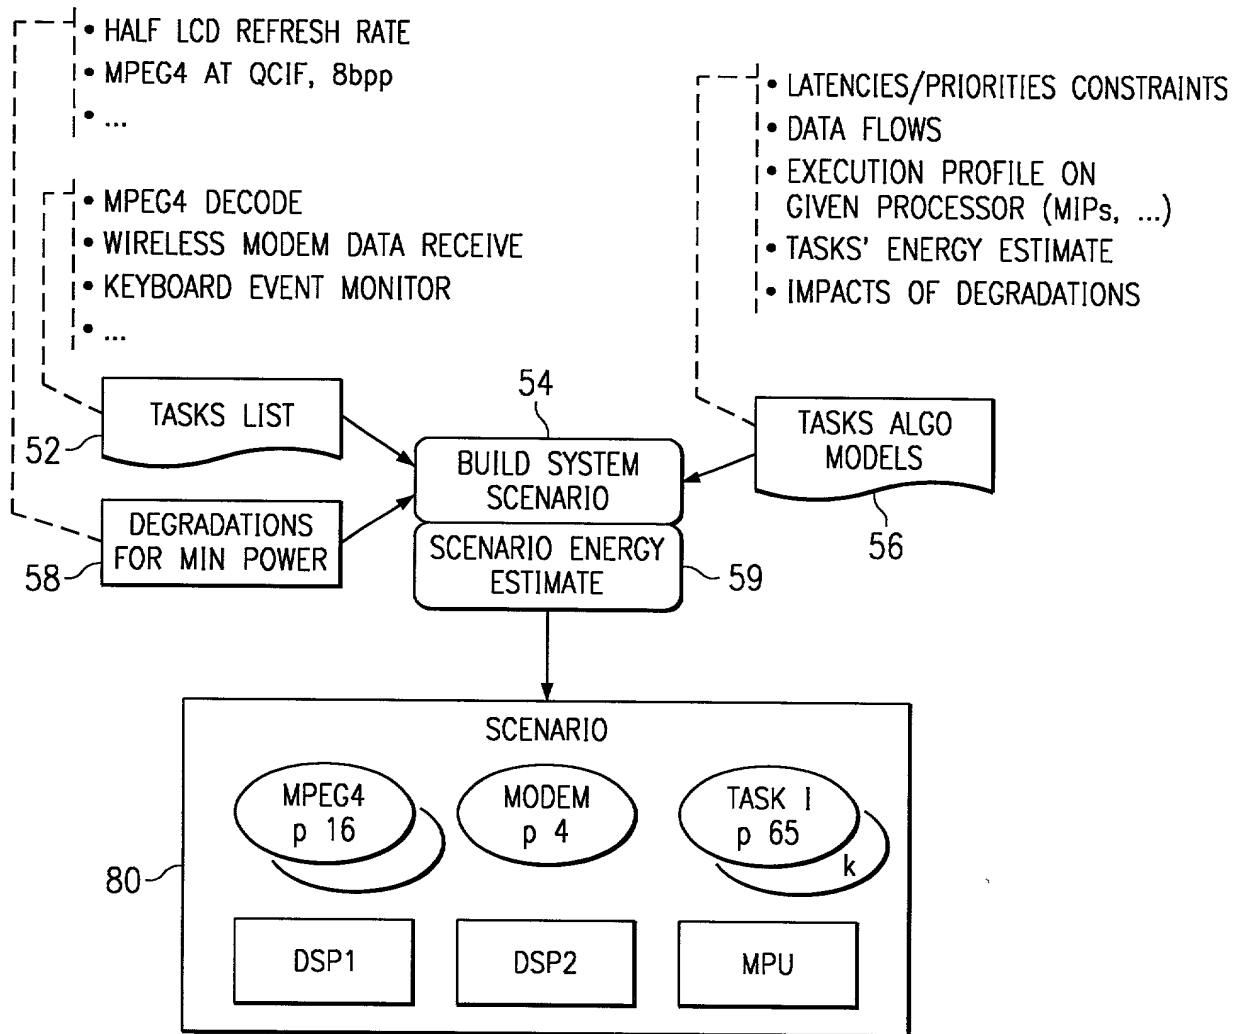 • HALF LCD REFRESH RATE
• MPEG4 AT QCIF, 8bpp
• ...
• MPEG4 DECODE
• WIRELESS MODEM DATA RECEIVE
• KEYBOARD EVENT MONITOR
• ...
• LATENCIES/PRIORITIES CONSTRAINTS
• DATA FLOWS
• EXECUTION PROFILE ON
GIVEN PROCESSOR (MIPs, ...)
• TASKS' ENERGY ESTIMATE
• IMPACTS OF DEGRADATIONS
TASKS LIST
52
DEGRADATIONS
FOR MIN POWER
58
54
BUILD SYSTEM
SCENARIO
SCENARIO ENERGY
ESTIMATE
59
TASKS ALGO
MODELS
56
SCENARIO
MPEG4
p 16
MODEM
p 4
TASK I
p 65
k
80
DSP1
DSP2
MPU